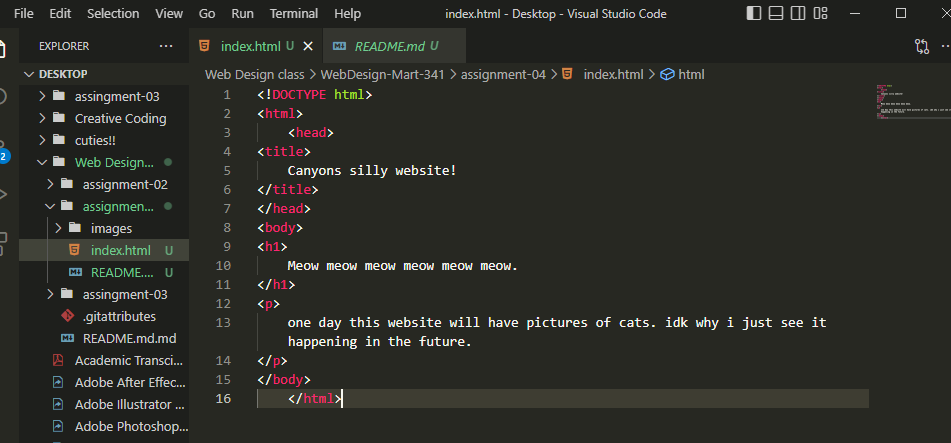 File Edit Selection View Go Run Terminal Help index.html - Desktop - Visual Studio Code
EXPLORER ... index.html U README.md U
DESKTOP Web Design class > WebDesign-Mart-341 > assignment-04 > index.html > html
assingment-03
Creative Coding
cuties!!
Web Design...
assignment-02
assignmen...
images
index.html U
README.... U
assingment-03
.gitattributes
README.md.md
Academic Transci...
Adobe After Effec...
Adobe Illustrator ...
Adobe Photoshop...
2
1 <!DOCTYPE html>
2 <html>
3 <head>
4 <title>
5 Canyons silly website!
6 </title>
7 </head>
8 <body>
9 <h1>
10 Meow meow meow meow meow meow.
11 </h1>
12 <p>
13 one day this website will have pictures of cats. idk why i just see it
happening in the future.
14 </p>
15 </body>
16 </html>